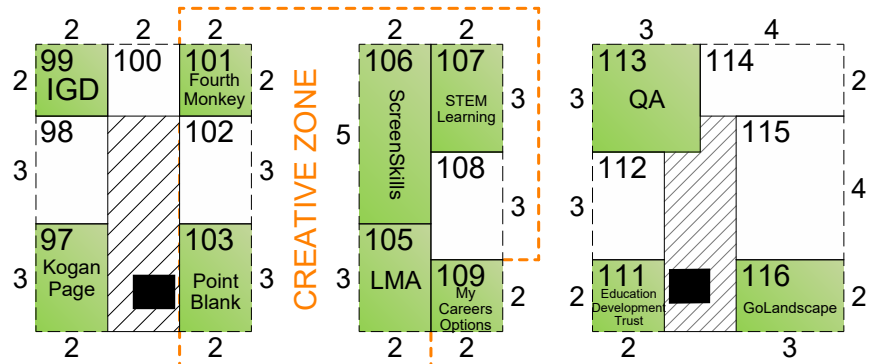 2 2 2
99
IGD
100
101
Fourth
Monkey
2 2
98
102
3 3
97
Kogan
Page
103
Point
Blank
3 3
2 2
CREATIVE ZONE
2 2
106
ScreenSkills
107
STEM
Learning
5 3
108
3
105
LMA
109
My
Careers
Options
3 2
2 2
3 4
113
QA
114
3 2
112
115
3 4
111
Education
Development
Trust
116
GoLandscape
2 2
2 3